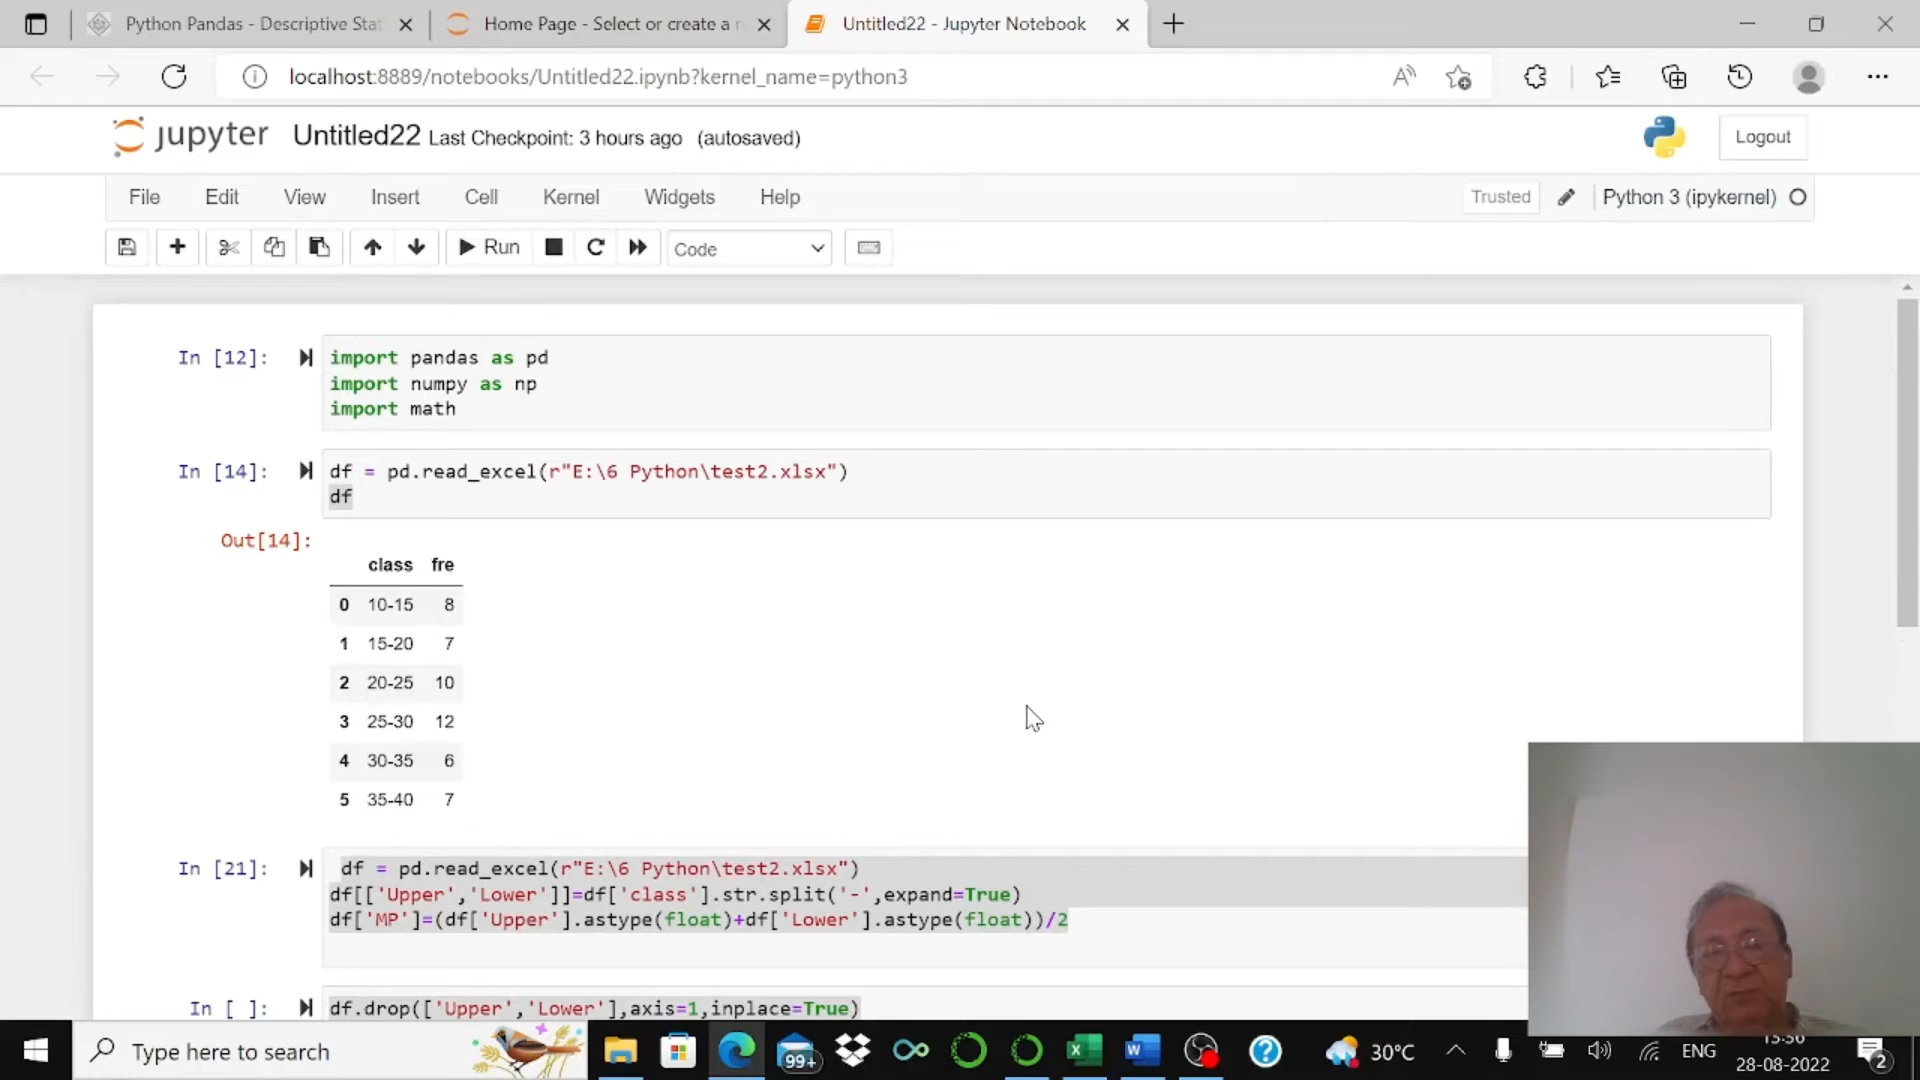 Python Pandas - Descriptive Stat
Home Page - Select or create a n
Untitled22 - Jupyter Notebook
localhost:8889/notebooks/Untitled22.ipynb?kernel_name=python3
jupyter Untitled22 Last Checkpoint: 3 hours ago (autosaved)
Logout
File Edit View Insert Cell Kernel Widgets Help
Trusted Python 3 (ipykernel)
Run Code
In [12]:
import pandas as pd
import numpy as np
import math
In [14]:
df = pd.read_excel(r"E:\6 Python\test2.xlsx")
df
Out[14]:
class fre
0 10-15 8
1 15-20 7
2 20-25 10
3 25-30 12
4 30-35 6
5 35-40 7
In [21]:
df = pd.read_excel(r"E:\6 Python\test2.xlsx")
df[['Upper','Lower']]=df['class'].str.split('-',expand=True)
df['MP']=(df['Upper'].astype(float)+df['Lower'].astype(float))/2
In [ ]:
df.drop(['Upper','Lower'],axis=1,inplace=True)
Type here to search
99+
30°C
ENG
28-08-2022
2